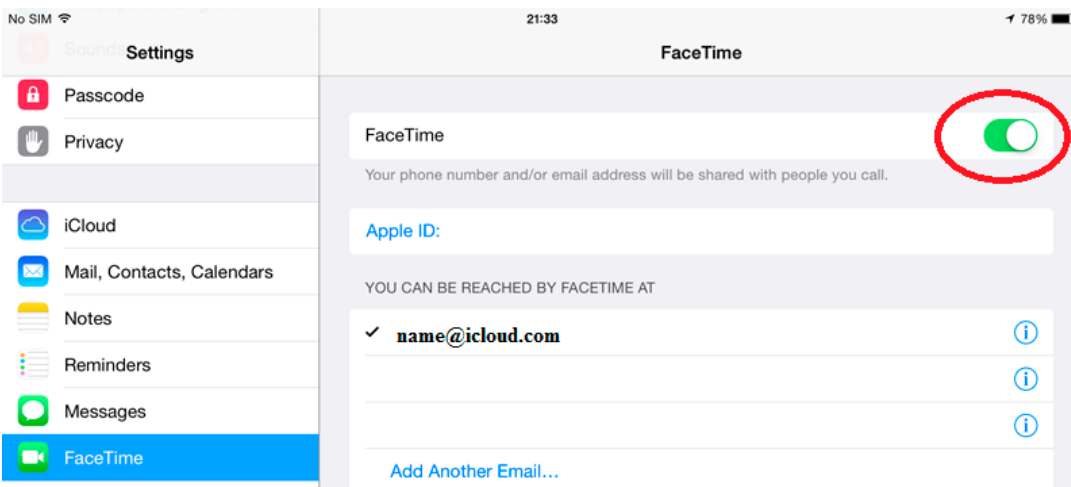 No SIM
21:33
78%
Sounds
Settings
FaceTime
Passcode
Privacy
iCloud
Mail, Contacts, Calendars
Notes
Reminders
Messages
FaceTime
FaceTime
Your phone number and/or email address will be shared with people you call.
Apple ID:
YOU CAN BE REACHED BY FACETIME AT
name@icloud.com
Add Another Email...